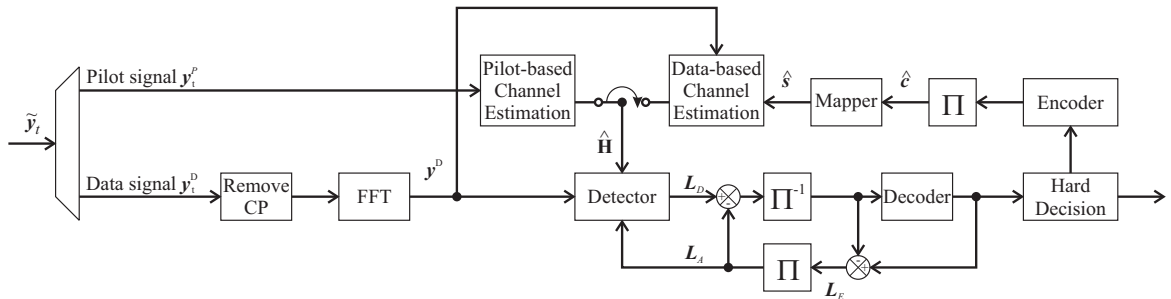 Pilot signal y_t^P
Pilot-based
Channel
Estimation
Data-based
Channel
Estimation
ŝ
Mapper
ĉ
Π
Encoder
ỹ_t
Ĥ
Data signal y_t^D
Remove
CP
FFT
y^D
Detector
L_D
+
-
Π^-1
Decoder
Hard
Decision
L_A
Π
L_E
-
+